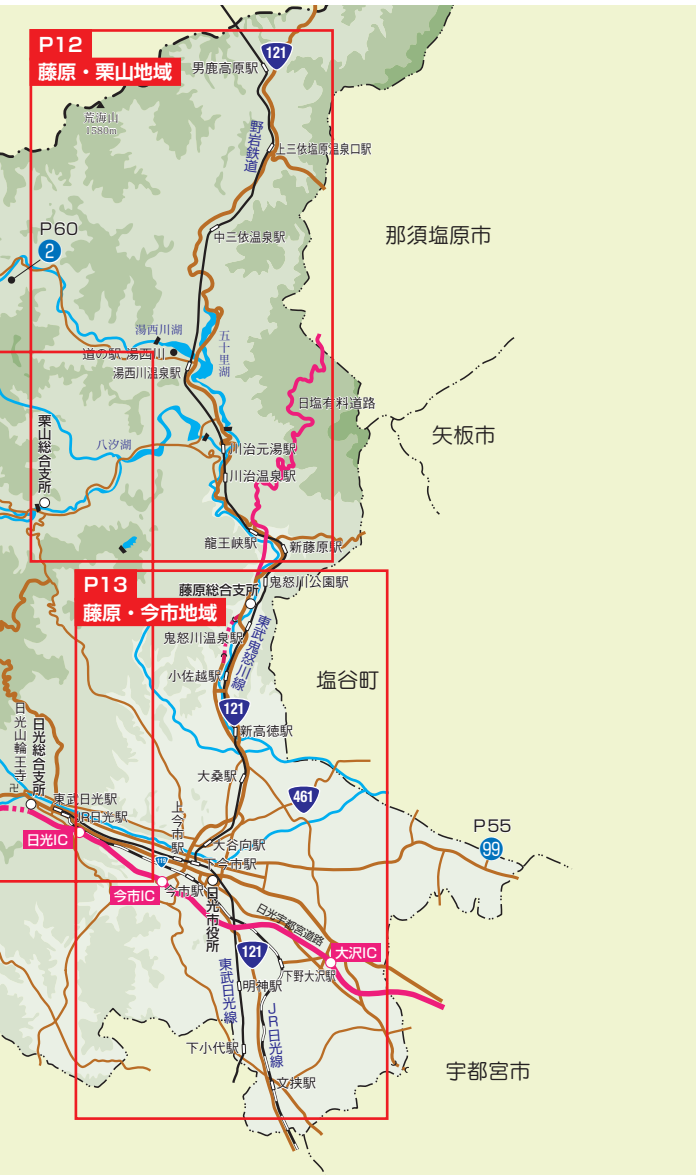 P12
藤原・栗山地域
121
男鹿高原駅
荒海山
1580m
野岩鉄道
上三依塩原温泉口駅
P60
2
中三依温泉駅
那須塩原市
湯西川湖
五十里湖
道の駅 湯西川
湯西川温泉駅
日塩有料道路
矢板市
栗山総合支所
八汐湖
川治元湯駅
川治温泉駅
龍王峡駅
新藤原駅
P13
藤原・今市地域
藤原総合支所
鬼怒川公園駅
鬼怒川温泉駅
東武鬼怒川線
小佐越駅
塩谷町
121
新高徳駅
日光山輪王寺
卍
日光総合支所
大桑駅
461
東武日光駅
JR日光駅
上今市駅
日光IC
大谷向駅
P55
99
119
下今市駅
今市IC
今市駅
日光市役所
日光宇都宮道路
大沢IC
121
東武日光線
明神駅
下野大沢駅
JR日光線
下小代駅
文挟駅
宇都宮市